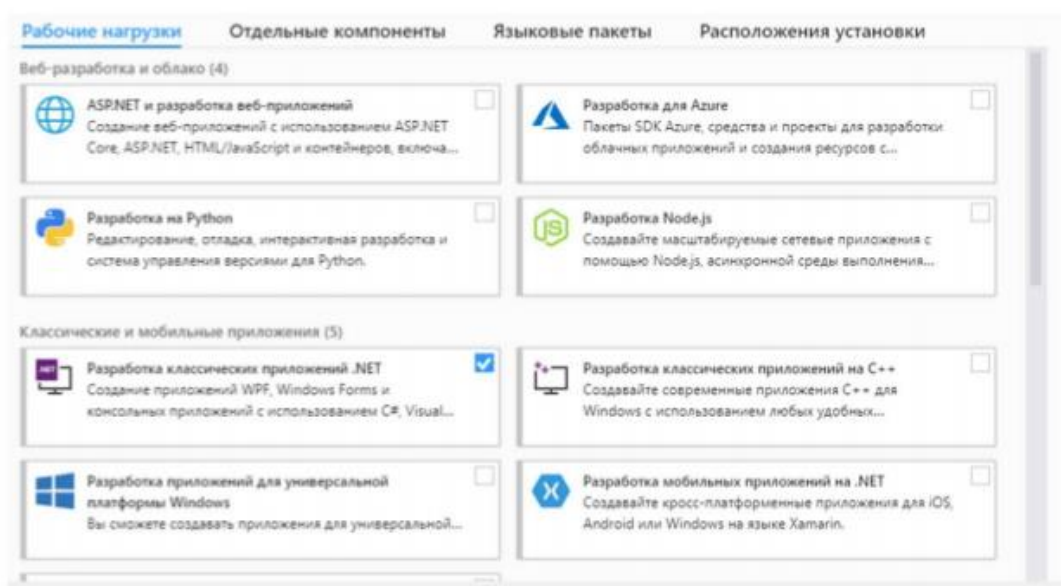 Рабочие нагрузки Отдельные компоненты Языковые пакеты Расположения установки
Веб-разработка и облако (4)
ASP.NET и разработка веб-приложений
Создание веб-приложений с использованием ASP.NET
Core, ASP.NET, HTML/JavaScript и контейнеров, включа...
Разработка для Azure
Пакеты SDK Azure, средства и проекты для разработки
облачных приложений и создания ресурсов с...
Разработка на Python
Редактирование, отладка, интерактивная разработка и
система управления версиями для Python.
JS
Разработка Node.js
Создавайте масштабируемые сетевые приложения с
помощью Node.js, асинхронной среды выполнения...
Классические и мобильные приложения (5)
.NET
Разработка классических приложений .NET
Создание приложений WPF, Windows Forms и
консольных приложений с использованием C#, Visual...
Разработка классических приложений на C++
Создавайте современные приложения C++ для
Windows с использованием любых удобных...
Разработка приложений для универсальной
платформы Windows
Вы сможете создавать приложения для универсальной...
Разработка мобильных приложений на .NET
Создавайте кросс-платформенные приложения для iOS,
Android или Windows на языке Xamarin.